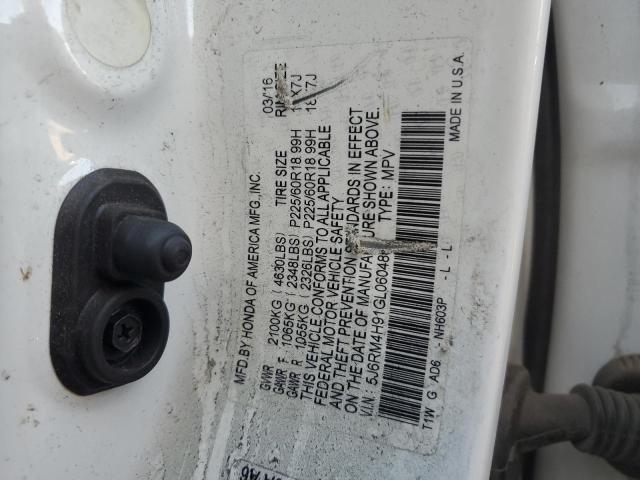 MFD.BY HONDA OF AMERICA MFG.,INC. 03/16
TIRE SIZE
GVWR 2100KG ( 4630LBS)
GAWR F 1065KG ( 2348LBS) P225/60R18 99H
GAWR R 1055KG ( 2326LBS) P225/60R18 99H 18X7J
THIS VEHICLE CONFORMS TO ALL APPLICABLE
FEDERAL MOTOR VEHICLE SAFETY
AND THEFT PREVENTION STANDARDS IN EFFECT
ON THE DATE OF MANUFACTURE SHOWN ABOVE.
V.I.N: TYPE: MPV
T1W G AD6 NH603P - L - L MADE IN U.S.A.